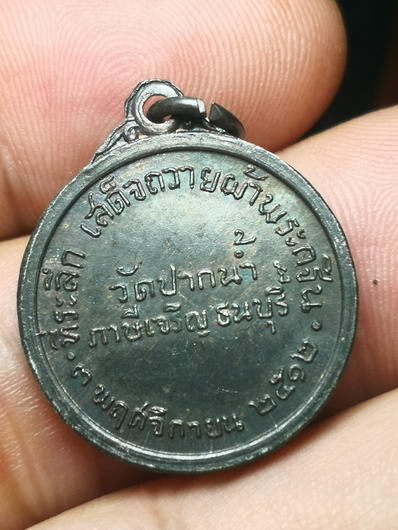 ที่ระลึก เสด็จถวายผ้าพระกฐิน
วัดปากน้ำ
ภาษีเจริญ ธนบุรี
๓ พฤศจิกายน ๒๕๑๒